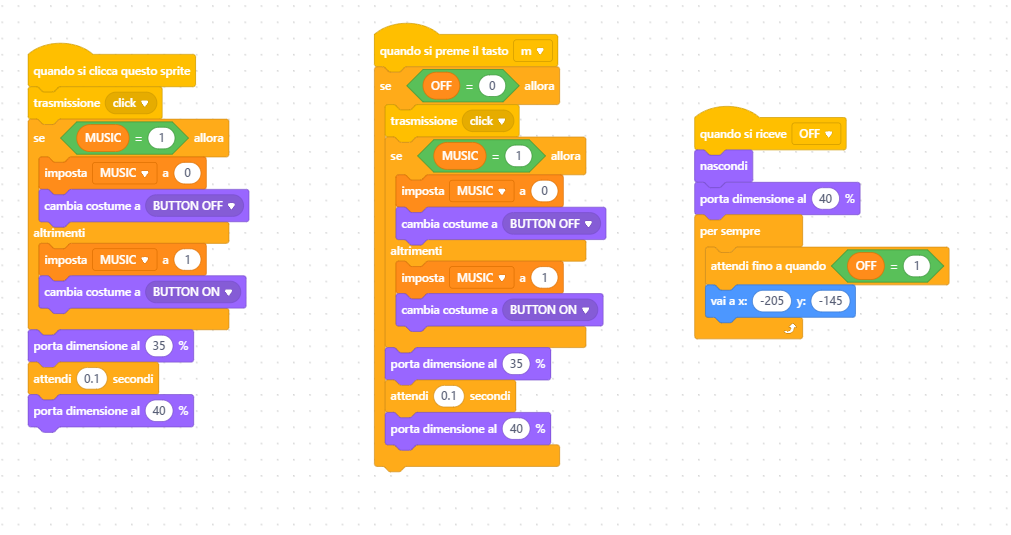 quando si clicca questo sprite
trasmissione click
se MUSIC = 1 allora
imposta MUSIC a 0
cambia costume a BUTTON OFF
altrimenti
imposta MUSIC a 1
cambia costume a BUTTON ON
porta dimensione al 35 %
attendi 0.1 secondi
porta dimensione al 40 %
quando si preme il tasto m
se OFF = 0 allora
trasmissione click
se MUSIC = 1 allora
imposta MUSIC a 0
cambia costume a BUTTON OFF
altrimenti
imposta MUSIC a 1
cambia costume a BUTTON ON
porta dimensione al 35 %
attendi 0.1 secondi
porta dimensione al 40 %
quando si riceve OFF
nascondi
porta dimensione al 40 %
per sempre
attendi fino a quando OFF = 1
vai a x: -205 y: -145